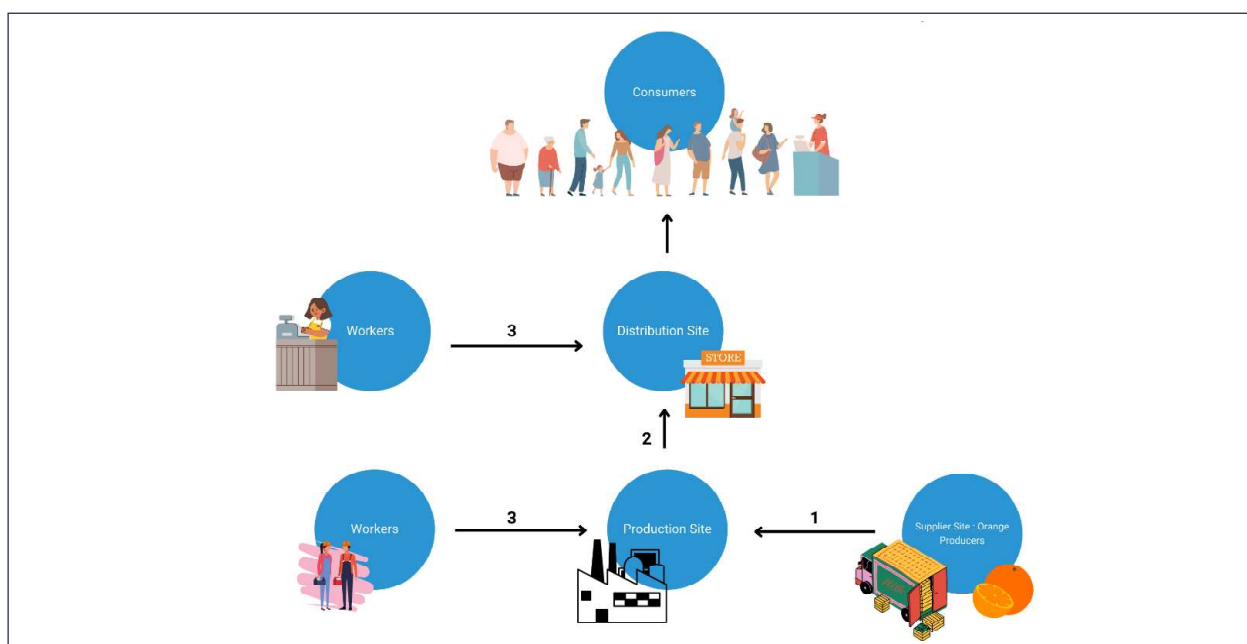 Consumers
Workers
3
Distribution Site
STORE
2
Workers
3
Production Site
1
Supplier Site : Orange
Producers